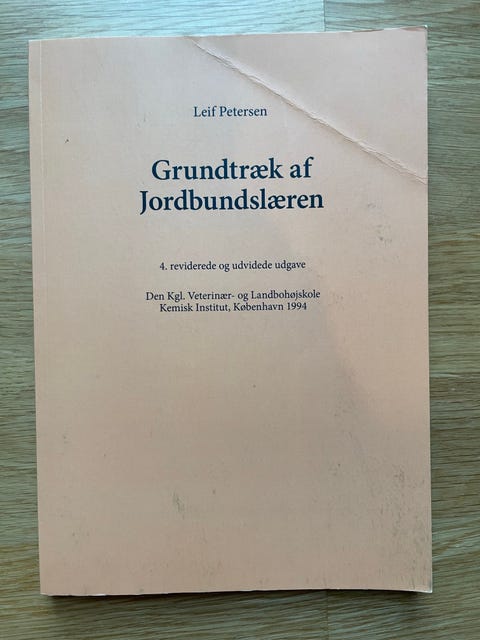 Leif Petersen
Grundtræk af
Jordbundslæren
4. reviderede og udvidede udgave
Den Kgl. Veterinær- og Landbohøjskole
Kemisk Institut, København 1994